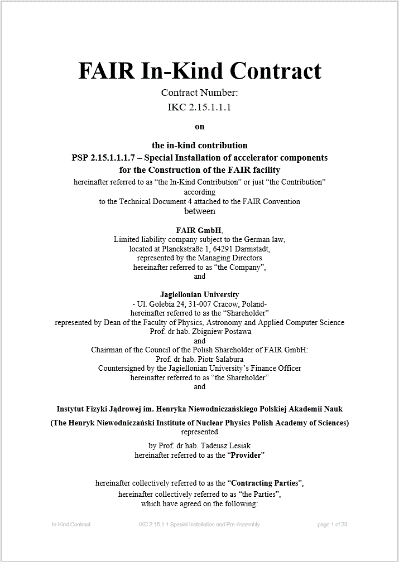 FAIR In-Kind Contract
Contract Number:
IKC 2.15.1.1.1
on
the in-kind contribution
PSP 2.15.1.1.1.7 – Special Installation of accelerator components
for the Construction of the FAIR facility
hereinafter referred to as “the In-Kind Contribution” or just “the Contribution”
according
to the Technical Document 4 attached to the FAIR Convention
between
FAIR GmbH,
Limited liability company subject to the German law,
located at Planckstraße 1, 64291 Darmstadt,
represented by the Managing Directors
hereinafter referred to as “the Company”,
and
Jagiellonian University
- Ul. Golebia 24, 31-007 Cracow, Poland-
hereinafter referred to as the “Shareholder”
represented by Dean of the Faculty of Physics, Astronomy and Applied Computer Science
Prof. dr hab. Zbigniew Postawa
and
Chairman of the Council of the Polish Shareholder of FAIR GmbH:
Prof. dr hab. Piotr Salabura
Countersigned by the Jagiellonian University’s Finance Officer
hereinafter referred to as “the Shareholder”
and
Instytut Fizyki Jądrowej im. Henryka Niewodniczańskiego Polskiej Akademii Nauk
(The Henryk Niewodniczański Institute of Nuclear Physics Polish Academy of Sciences)
represented
by Prof. dr hab. Tadeusz Lesiak
hereinafter referred to as the “Provider”
hereinafter collectively referred to as the “Contracting Parties”,
hereinafter collectively referred to as “the Parties”,
which have agreed on the following:
In-Kind Contract IKC 2.15.1.1 Special Installation and Pre-Assembly page 1 of